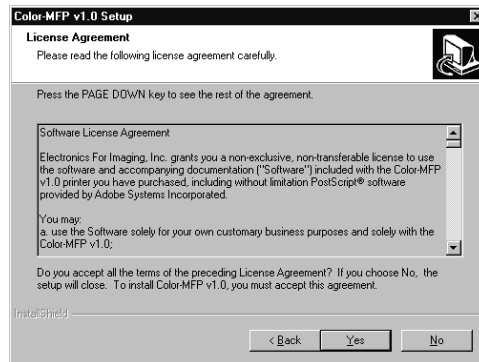 Color-MFP v1.0 Setup
License Agreement
Please read the following license agreement carefully.
Press the PAGE DOWN key to see the rest of the agreement.
Software License Agreement
Electronics For Imaging, Inc. grants you a non-exclusive, non-transferable license to use
the software and accompanying documentation ("Software") included with the Color-MFP
v1.0 printer you have purchased, including without limitation PostScript® software
provided by Adobe Systems Incorporated.
You may:
a. use the Software solely for your own customary business purposes and solely with the
Color-MFP v1.0;
Do you accept all the terms of the preceding License Agreement? If you choose No, the
setup will close. To install Color-MFP v1.0, you must accept this agreement.
InstallShield
< Back Yes No